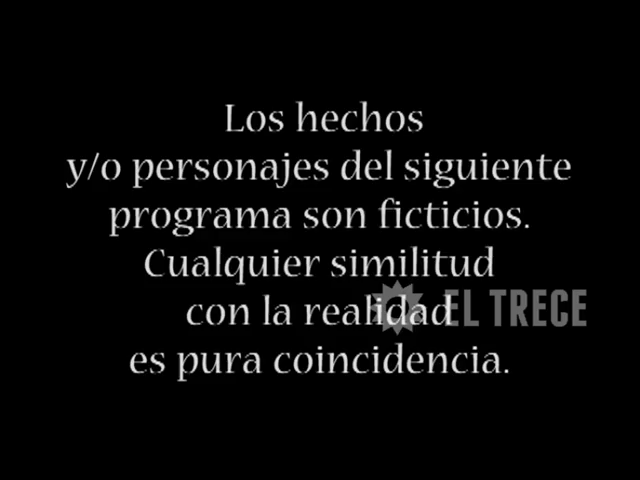 Los hechos
y/o personajes del siguiente
programa son ficticios.
Cualquier similitud
con la realidad
EL TRECE
es pura coincidencia.